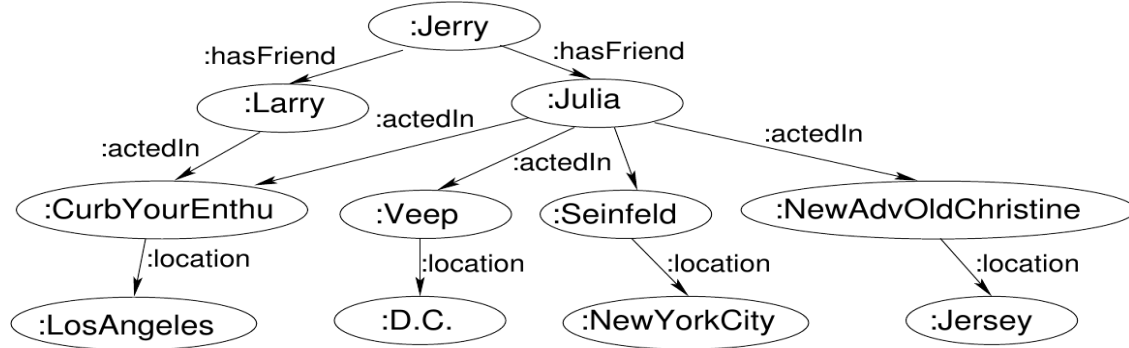 :Jerry
:hasFriend
:hasFriend
:Larry
:Julia
:actedIn
:actedIn
:actedIn
:actedIn
:CurbYourEnthu
:Veep
:Seinfeld
:NewAdvOldChristine
:location
:location
:location
:location
:LosAngeles
:D.C.
:NewYorkCity
:Jersey